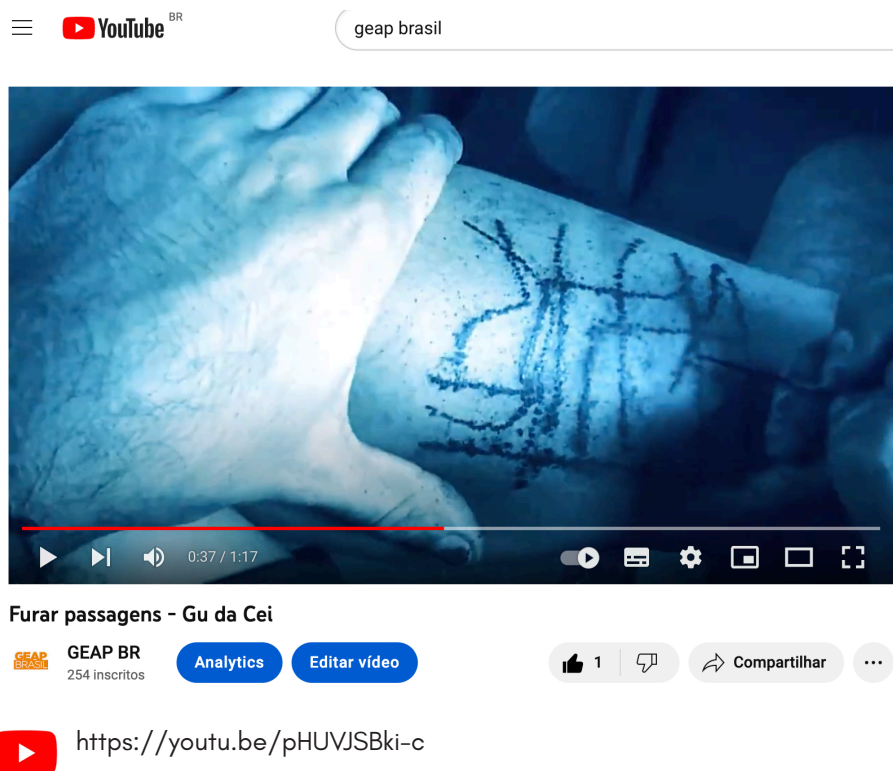 YouTube BR
geap brasil
0:37 / 1:17
Furar passagens - Gu da Cei
GEAP
BRASIL
GEAP BR
254 inscritos
Analytics
Editar vídeo
1
Compartilhar
https://youtu.be/pHUVJSBki-c